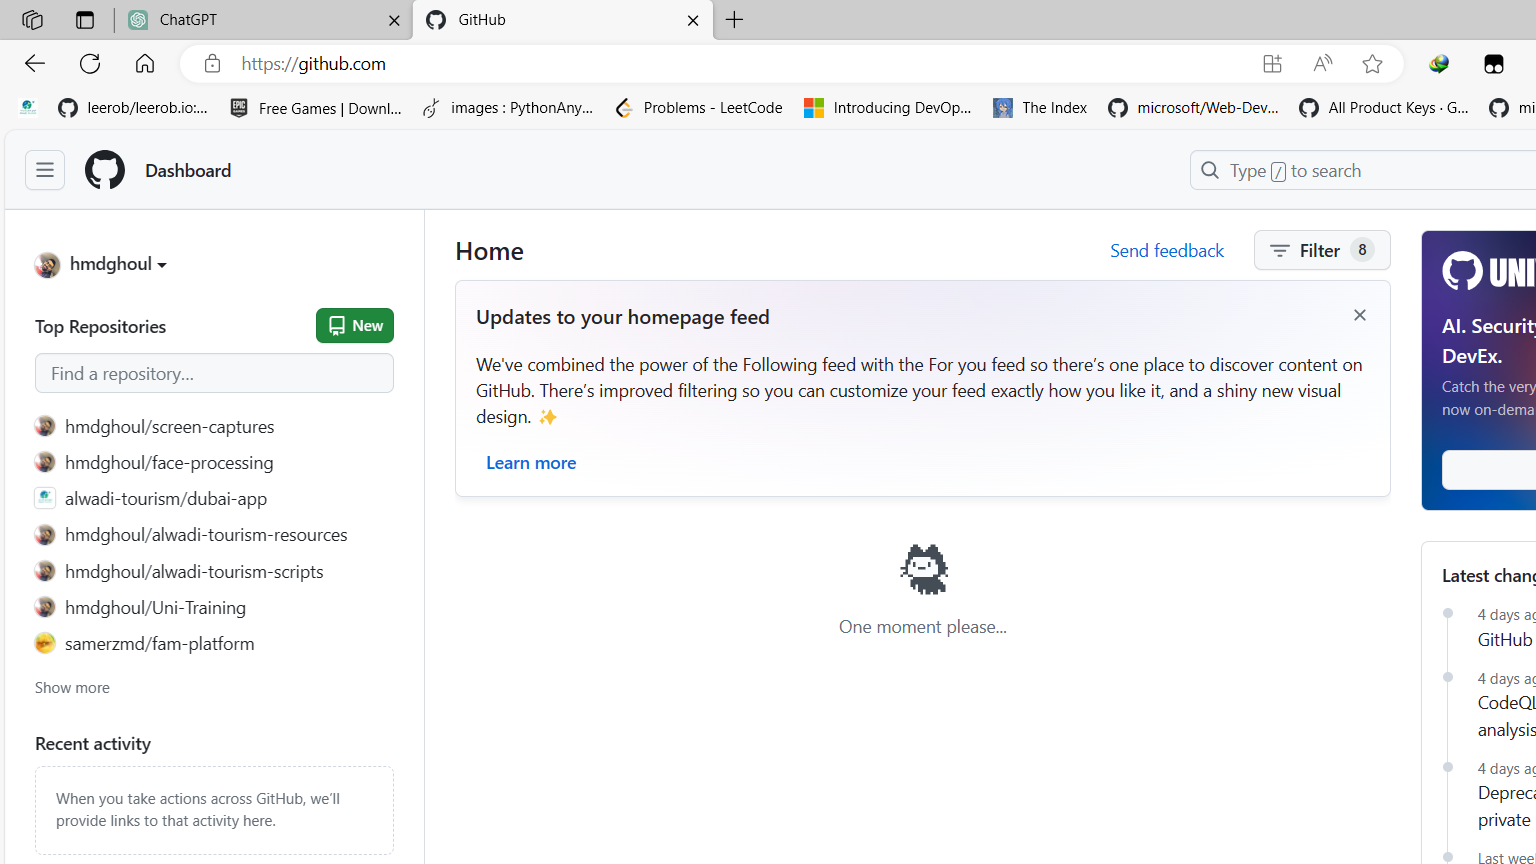 ChatGPT
GitHub
https://github.com
leerob/leerob.io:...
Free Games | Downl...
images : PythonAny...
Problems - LeetCode
Introducing DevOp...
The Index
microsoft/Web-Dev...
All Product Keys · G...
mi
Dashboard
Type / to search
hmdghoul
Top Repositories
New
Find a repository...
hmdghoul/screen-captures
hmdghoul/face-processing
alwadi-tourism/dubai-app
hmdghoul/alwadi-tourism-resources
hmdghoul/alwadi-tourism-scripts
hmdghoul/Uni-Training
samerzmd/fam-platform
Show more
Recent activity
When you take actions across GitHub, we'll
provide links to that activity here.
Home
Send feedback
Filter 8
Updates to your homepage feed
We've combined the power of the Following feed with the For you feed so there's one place to discover content on
GitHub. There's improved filtering so you can customize your feed exactly how you like it, and a shiny new visual
design. ✨
Learn more
One moment please...
UNI
AI. Security
DevEx.
Catch the very
now on-dema
Latest chang
4 days ag
GitHub
4 days ag
CodeQL
analysis
4 days ag
Depreca
private
Last wee